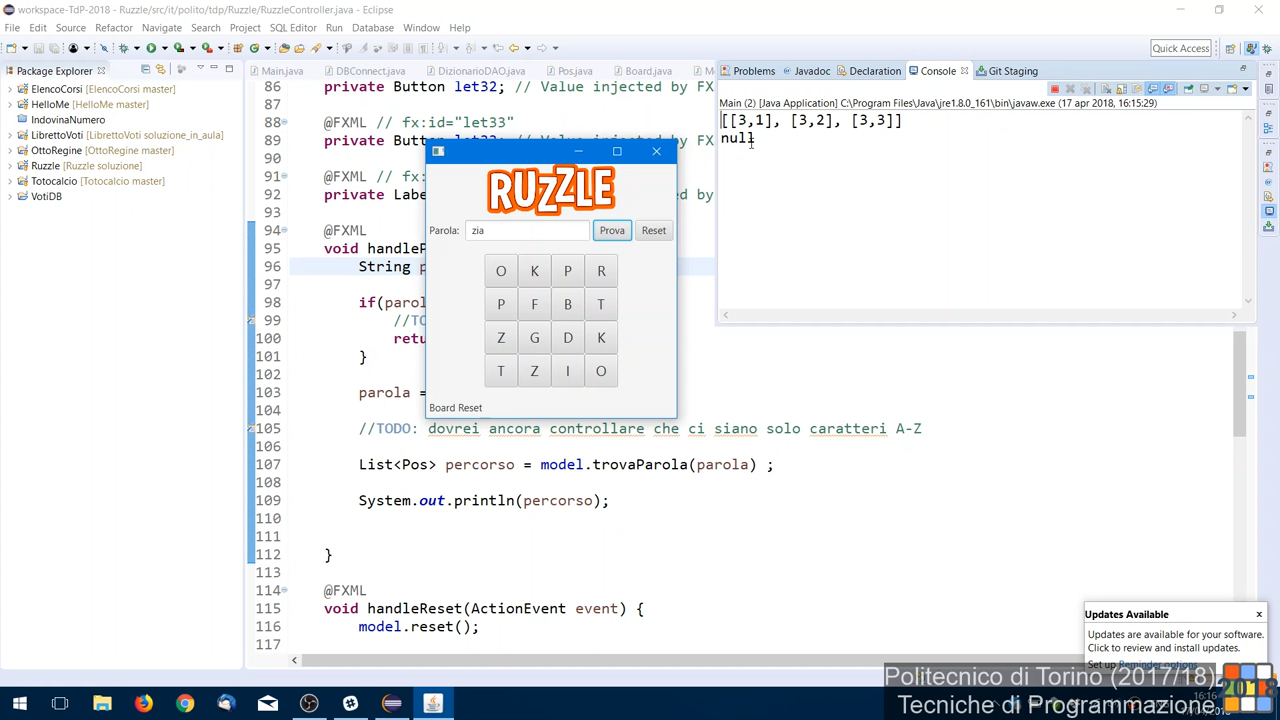 workspace-TdP-2018 - Ruzzle/src/it/polito/tdp/Ruzzle/RuzzleController.java - Eclipse
File Edit Source Refactor Navigate Search Project SQL Editor Run Database Window Help
Quick Access
Package Explorer
ElencoCorsi [ElencoCorsi master]
HelloMe [HelloMe master]
IndovinaNumero
LibrettoVoti [LibrettoVoti soluzione_in_aula]
OttoRegine [OttoRegine master]
Ruzzle [Ruzzle soluzione]
Totocalcio [Totocalcio master]
VotiDB
Main.java DBConnect.java DizionarioDAO.java Pos.java Board.java
86 private Button let32; // Value injected by FX
87
88 @FXML // fx:id="let33"
89 private Butt
90
91 @FXML // fx:
92 private Labe
93
94 @FXML
95 void handleP
96 String p
97
98 if(parol
99 //TO
100 retu
101 }
102
103 parola =
104
105 //TODO: dovrei ancora controllare che ci siano solo caratteri A-Z
106
107 List<Pos> percorso = model.trovaParola(parola) ;
108
109 System.out.println(percorso);
110
111
112 }
113
114 @FXML
115 void handleReset(ActionEvent event) {
116 model.reset();
117
RUZZLE
Parola: zia Prova Reset
O K P R
P F B T
Z G D K
T Z I O
Board Reset
Problems Javadoc Declaration Console Git Staging
Main (2) [Java Application] C:\Program Files\Java\jre1.8.0_161\bin\javaw.exe (17 apr 2018, 16:15:29)
[[3,1], [3,2], [3,3]]
null
Updates Available
Updates are available for your software.
Click to review and install updates.
Set up Reminder options
Politecnico di Torino (2017/18)
Tecniche di Programmazione
2018
16:16